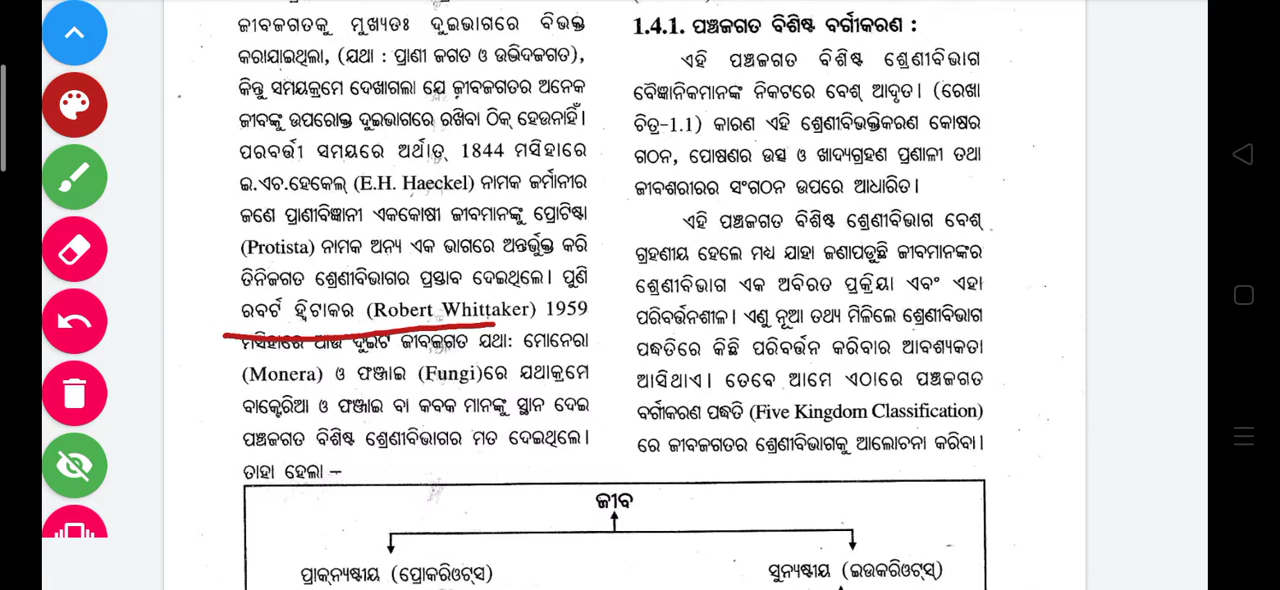 ଜୀବଜଗତକୁ ମୁଖ୍ୟତଃ ଦୁଇଭାଗରେ ବିଭକ୍ତ
କରାଯାଇଥିଲା, (ଯଥା : ପ୍ରାଣୀ ଜଗତ ଓ ଉଦ୍ଭିଦଜଗତ),
କିନ୍ତୁ ସମୟକ୍ରମେ ଦେଖାଗଲା ଯେ ଜୀବଜଗତର ଅନେକ
ଜୀବଙ୍କୁ ଉପରୋକ୍ତ ଦୁଇଭାଗରେ ରଖିବା ଠିକ୍ ହେଉନାହିଁ।
ପରବର୍ତ୍ତୀ ସମୟରେ ଅର୍ଥାତ୍ 1844 ମସିହାରେ
ଇ.ଏଚ.ହେକେଲ୍ (E.H. Haeckel) ନାମକ ଜର୍ମାନୀର
ଜଣେ ପ୍ରାଣୀବିଜ୍ଞାନୀ ଏକକୋଷୀ ଜୀବମାନଙ୍କୁ ପ୍ରୋଟିଷ୍ଟା
(Protista) ନାମକ ଅନ୍ୟ ଏକ ଭାଗରେ ଅନ୍ତର୍ଭୁକ୍ତ କରି
ତିନିଜଗତ ଶ୍ରେଣୀବିଭାଗର ପ୍ରସ୍ତାବ ଦେଇଥିଲେ। ପୁଣି
ରବର୍ଟ ହ୍ୱିଟାକର (Robert Whittaker) 1959
ମସିହାରେ ଆଉ ଦୁଇଟି ଜୀବଜଗତ ଯଥା: ମୋନେରା
(Monera) ଓ ଫଞ୍ଜାଇ (Fungi)ରେ ଯଥାକ୍ରମେ
ବାକ୍ଟେରିଆ ଓ ଫଞ୍ଜାଇ ବା କବକ ମାନଙ୍କୁ ସ୍ଥାନ ଦେଇ
ପଞ୍ଚଜଗତ ବିଶିଷ୍ଟ ଶ୍ରେଣୀବିଭାଗର ମତ ଦେଇଥିଲେ।
ତାହା ହେଲା –
1.4.1. ପଞ୍ଚଜଗତ ବିଶିଷ୍ଟ ବର୍ଗୀକରଣ :
ଏହି ପଞ୍ଚଜଗତ ବିଶିଷ୍ଟ ଶ୍ରେଣୀବିଭାଗ
ବୈଜ୍ଞାନିକମାନଙ୍କ ନିକଟରେ ବେଶ୍ ଆଦୃତ। (ରେଖା
ଚିତ୍ର-1.1) କାରଣ ଏହି ଶ୍ରେଣୀବିଭକ୍ତିକରଣ କୋଷର
ଗଠନ, ପୋଷଣର ଉତ୍ସ ଓ ଖାଦ୍ୟଗ୍ରହଣ ପ୍ରଣାଳୀ ତଥା
ଜୀବଶରୀରର ସଂଗଠନ ଉପରେ ଆଧାରିତ।
ଏହି ପଞ୍ଚଜଗତ ବିଶିଷ୍ଟ ଶ୍ରେଣୀବିଭାଗ ବେଶ୍
ଗ୍ରହଣୀୟ ହେଲେ ମଧ୍ୟ ଯାହା ଜଣାପଡୁଛି ଜୀବମାନଙ୍କର
ଶ୍ରେଣୀବିଭାଗ ଏକ ଅବିରତ ପ୍ରକ୍ରିୟା ଏବଂ ଏହା
ପରିବର୍ତ୍ତନଶୀଳ। ଏଣୁ ନୂଆ ତଥ୍ୟ ମିଳିଲେ ଶ୍ରେଣୀବିଭାଗ
ପଦ୍ଧତିରେ କିଛି ପରିବର୍ତ୍ତନ କରିବାର ଆବଶ୍ୟକତା
ଆସିଥାଏ। ତେବେ ଆମେ ଏଠାରେ ପଞ୍ଚଜଗତ
ବର୍ଗୀକରଣ ପଦ୍ଧତି (Five Kingdom Classification)
ରେ ଜୀବଜଗତର ଶ୍ରେଣୀବିଭାଗକୁ ଆଲୋଚନା କରିବା।
ଜୀବ
ପ୍ରାକ୍‌ନ୍ୟଷ୍ଟୀୟ (ପ୍ରୋକରିଓଟ୍‌ସ)
ସୁନ୍ୟଷ୍ଟୀୟ (ଇଉକରିଓଟ୍‌ସ୍)